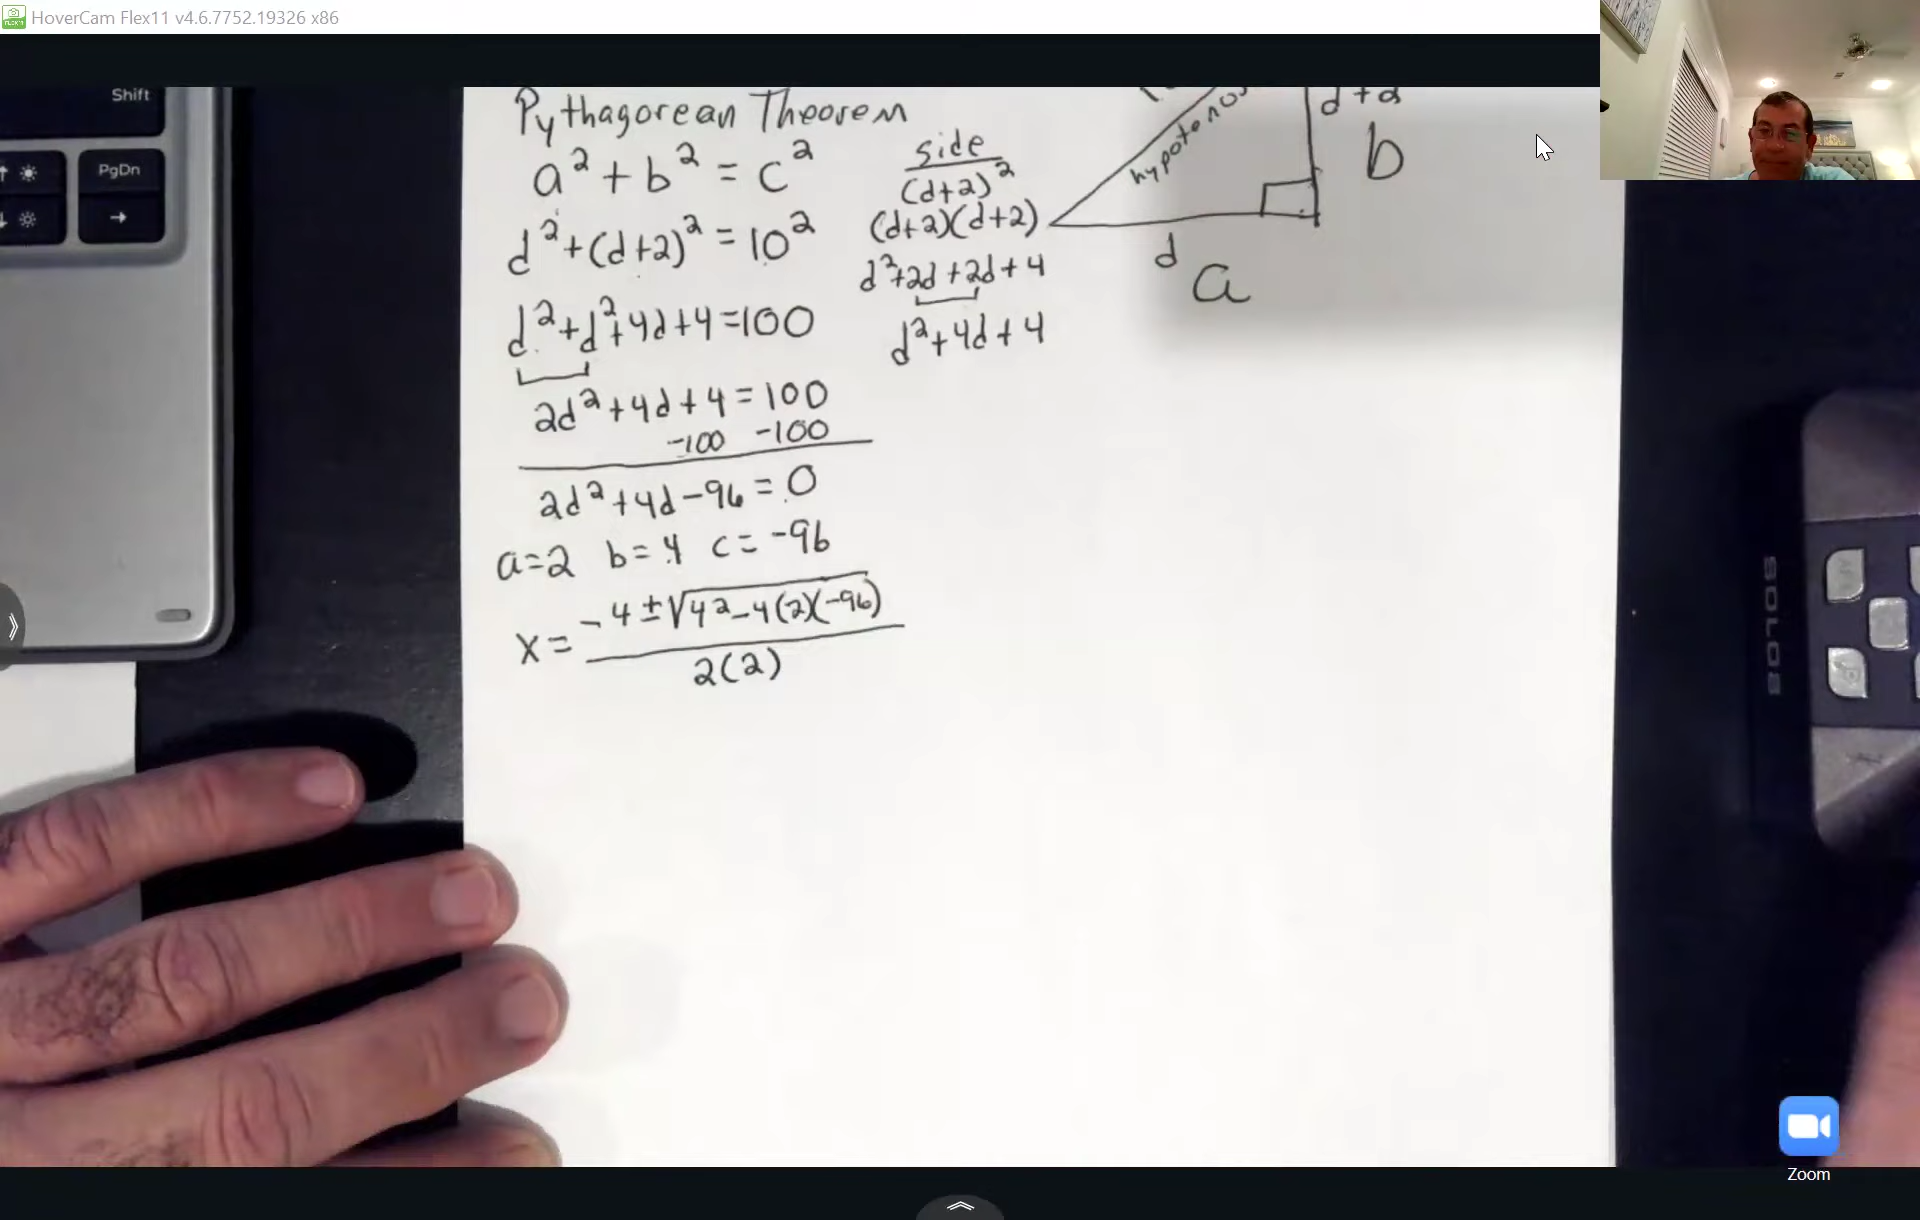 HoverCam Flex11 v4.6.7752.19326 x86
Shift
PgDn
Pythagorean Theorem
a² + b² = c²
d² + (d+2)² = 10²
d² + d² + 4d + 4 = 100
2d² + 4d + 4 = 100
-100 -100
2d² + 4d - 96 = 0
a = 2 b = 4 c = -96
x = -4 ± √4² - 4(2)(-96)
2(2)
side
(d+2)²
(d+2)(d+2)
d² + 2d + 2d + 4
d² + 4d + 4
d+2
b
d
a
SOLO8
Zoom